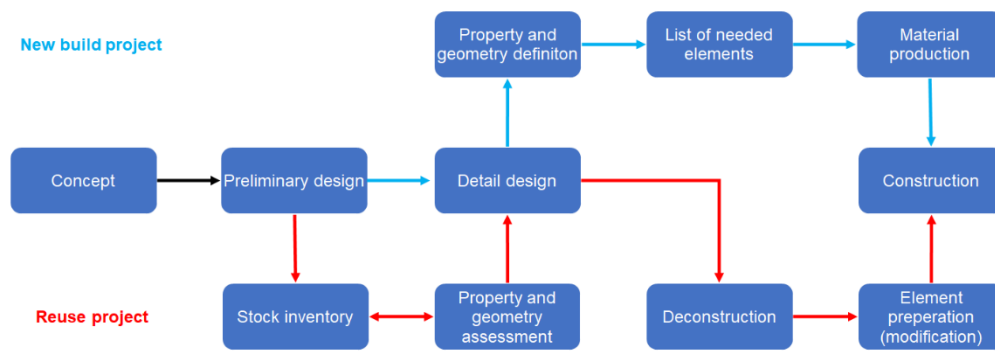 New build project
Property and
geometry definiton
List of needed
elements
Material
production
Concept
Preliminary design
Detail design
Construction
Reuse project
Stock inventory
Property and
geometry
assessment
Deconstruction
Element
preperation
(modification)